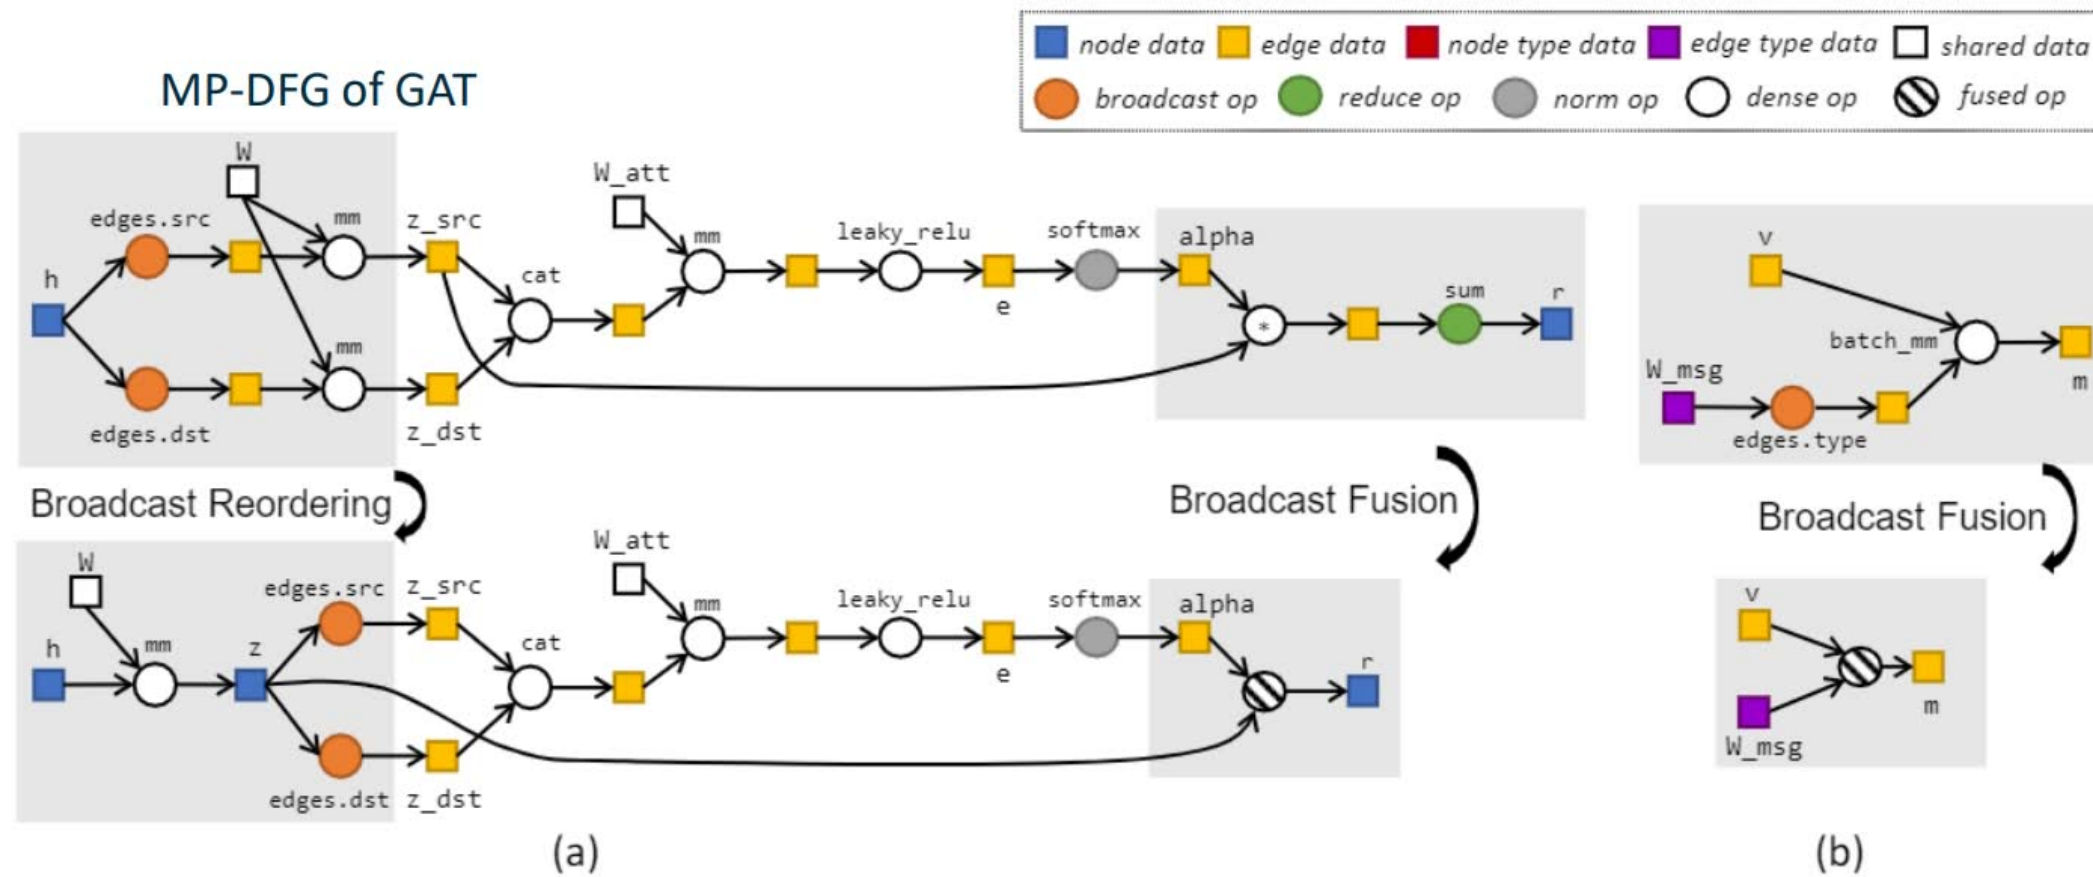 node data edge data node type data edge type data shared data
broadcast op reduce op norm op dense op fused op
MP-DFG of GAT
W
edges.src mm z_src
h
mm
edges.dst z_dst
cat
W_att
mm
leaky_relu
e
softmax
alpha
*
sum
r
v
batch_mm
W_msg
edges.type
m
Broadcast Reordering
Broadcast Fusion
Broadcast Fusion
W
h
mm
z
edges.src z_src
edges.dst z_dst
cat
W_att
mm
leaky_relu
e
softmax
alpha
r
v
W_msg
m
(a)
(b)